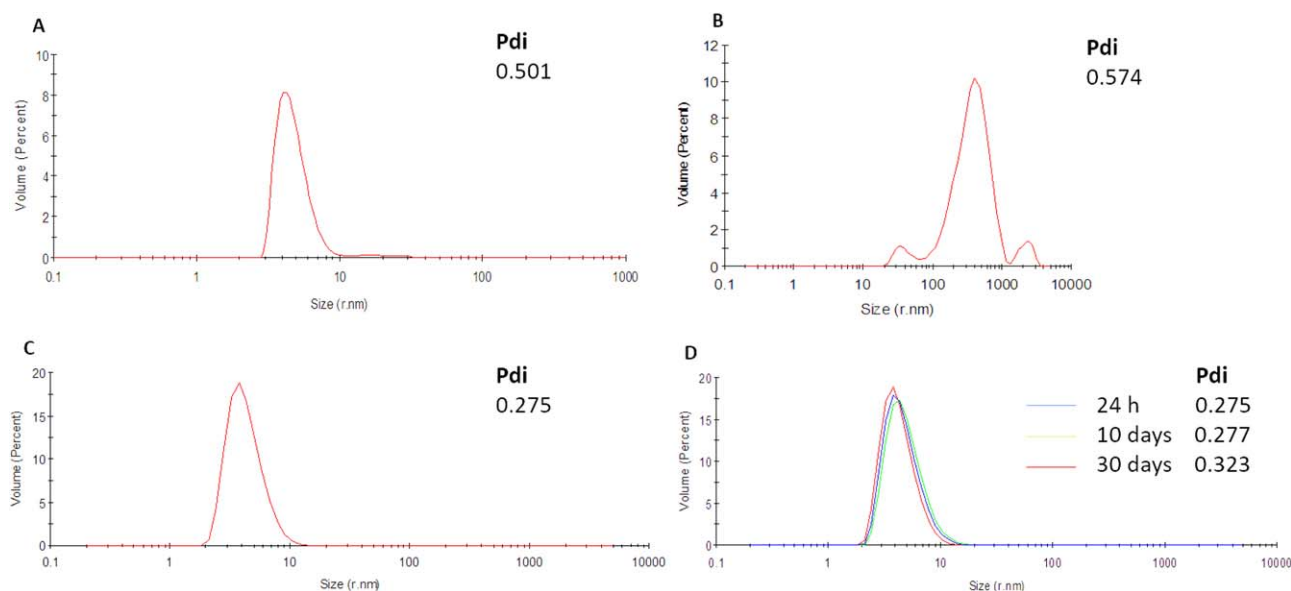 A
Pdi
0.501
Volume (Percent)
10
8
6
4
2
0
0.1 1 10 100 1000
Size (r.nm)
B
Pdi
0.574
Volume (Percent)
12
10
8
6
4
2
0
0.1 1 10 100 1000 10000
Size (r.nm)
C
Pdi
0.275
Volume (Percent)
20
15
10
5
0
0.1 1 10 100 1000 10000
Size (r.nm)
D
Pdi
24 h 0.275
10 days 0.277
30 days 0.323
Volume (Percent)
20
15
10
5
0
0.1 1 10 100 1000 10000
Size (r.nm)